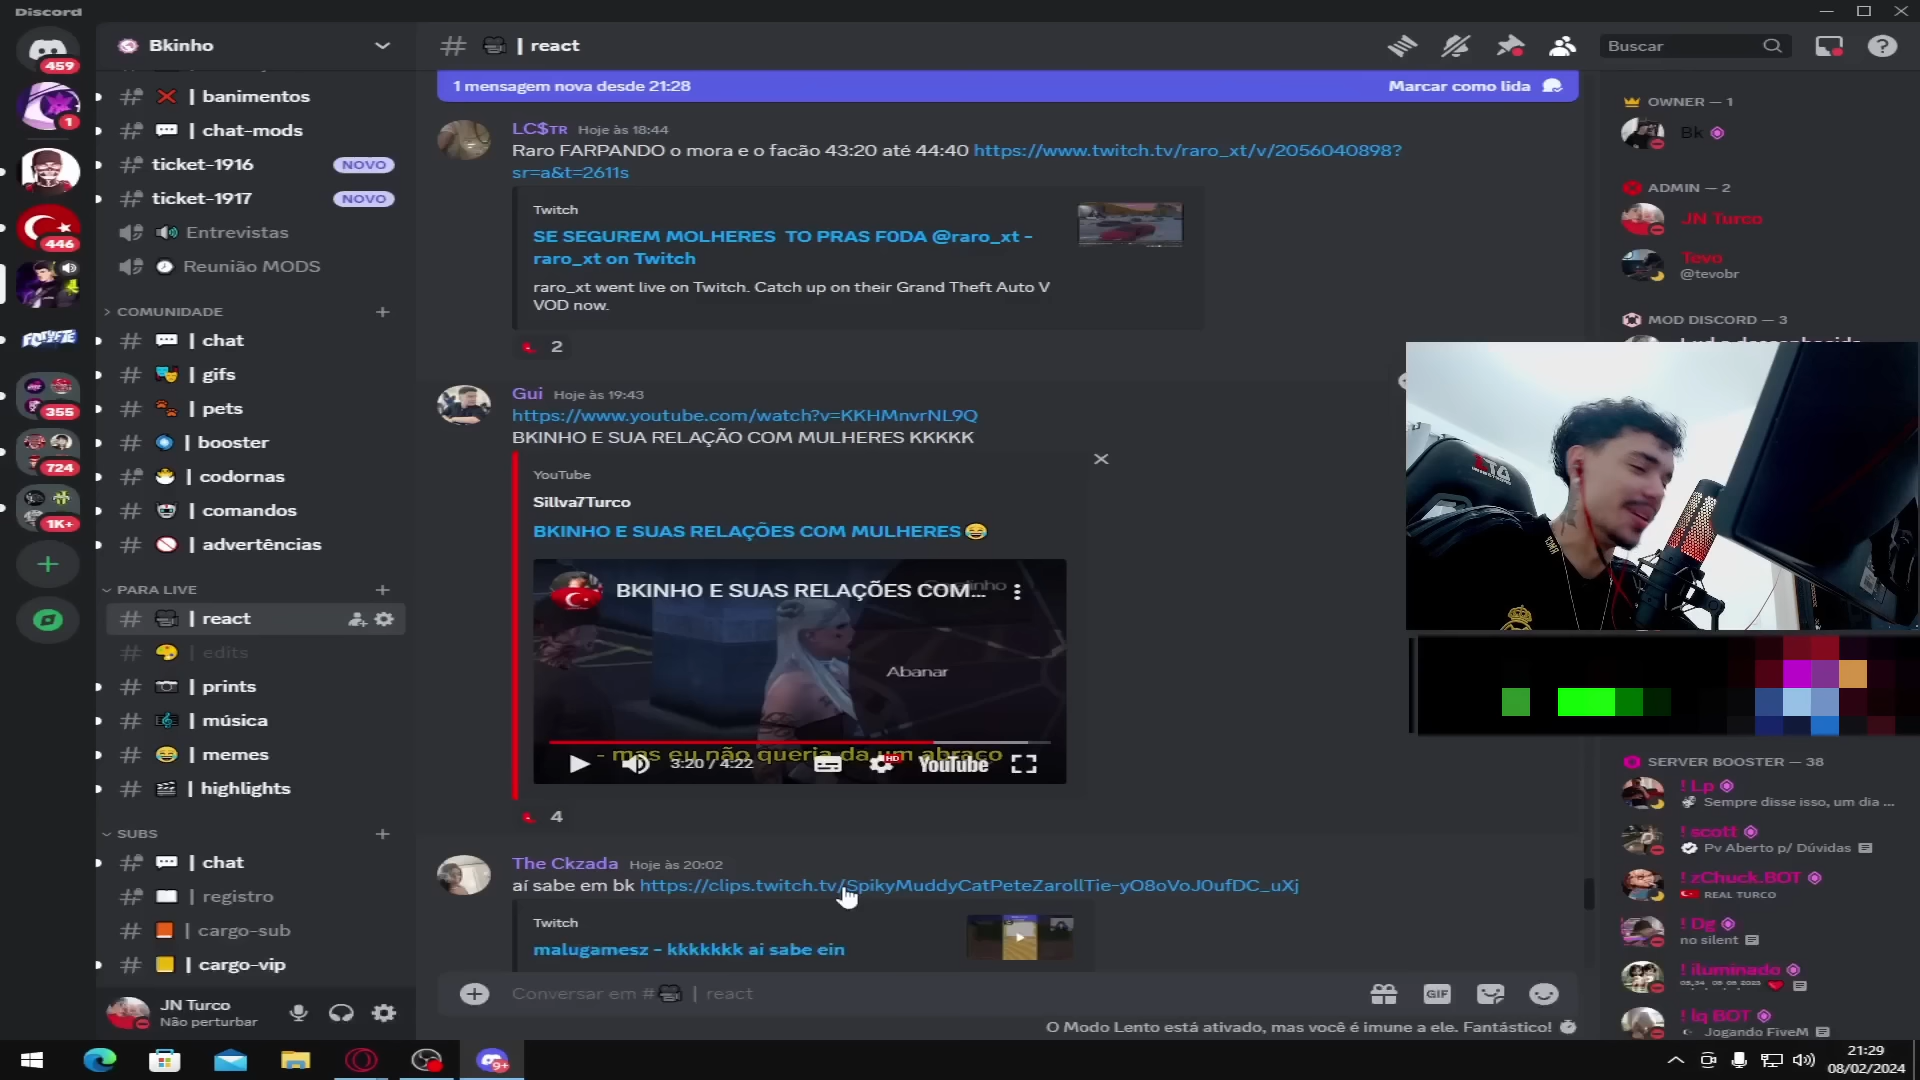 Discord
459
1
446
355
724
1K+
Bkinho
| banimentos
| chat-mods
ticket-1916 NOVO
ticket-1917 NOVO
Entrevistas
Reunião MODS
COMUNIDADE
| chat
| gifs
| pets
| booster
| codornas
| comandos
| advertências
PARA LIVE
| react
| edits
| prints
| música
| memes
| highlights
SUBS
| chat
| registro
| cargo-sub
| cargo-vip
JN Turco
Não perturbar
| react
Buscar
1 mensagem nova desde 21:28
Marcar como lida
LC$TR Hoje às 18:44
Raro FARPANDO o mora e o facão 43:20 até 44:40 https://www.twitch.tv/raro_xt/v/2056040898?
sr=a&t=2611s
Twitch
SE SEGUREM MOLHERES TO PRAS F0DA @raro_xt -
raro_xt on Twitch
raro_xt went live on Twitch. Catch up on their Grand Theft Auto V
VOD now.
2
Gui Hoje às 19:43
https://www.youtube.com/watch?v=KKHMnvrNL9Q
BKINHO E SUA RELAÇÃO COM MULHERES KKKKK
YouTube
Sillva7Turco
BKINHO E SUAS RELAÇÕES COM MULHERES😄
BKINHO E SUAS RELAÇÕES COM...
Abanar
- mas eu não queria da um abraço
3:20 / 4:22
HD
YouTube
4
The Ckzada Hoje às 20:02
aí sabe em bk https://clips.twitch.tv/SpikyMuddyCatPeteZarollTie-yO8oVoJ0ufDC_uXj
Twitch
malugamesz - kkkkkkk ai sabe ein
Conversar em #| react
GIF
O Modo Lento está ativado, mas você é imune a ele. Fantástico!
OWNER — 1
Bk
ADMIN — 2
JN Turco
Tevo
@tevobr
MOD DISCORD — 3
SERVER BOOSTER — 38
! Lp
Sempre disse isso, um dia ...
! scott
Pv Aberto p/ Dúvidas
! zChuck.BOT
REAL TURCO
! Dg
no silent
! iluminado
! lq BOT
Jogando FiveM
9+
21:29
08/02/2024